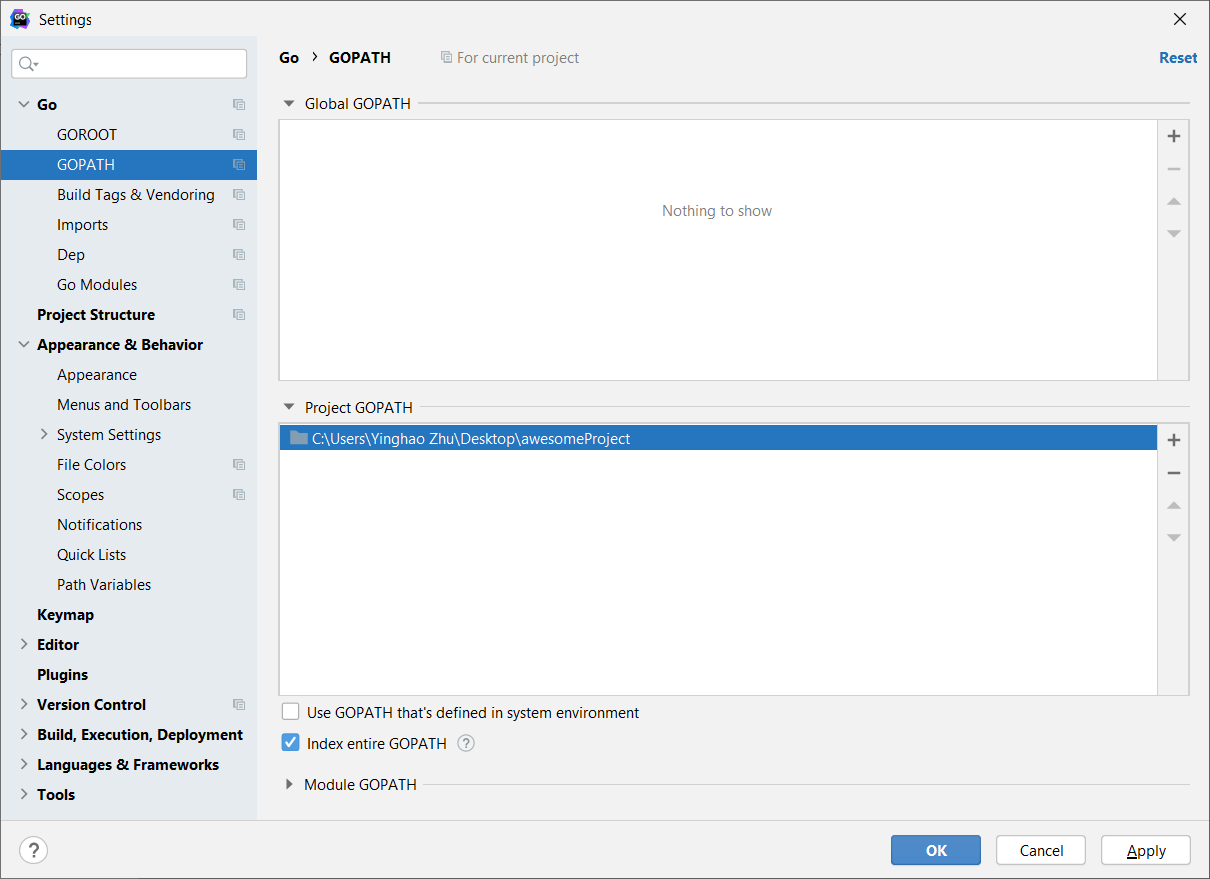 Settings
Go
GOROOT
GOPATH
Build Tags & Vendoring
Imports
Dep
Go Modules
Project Structure
Appearance & Behavior
Appearance
Menus and Toolbars
System Settings
File Colors
Scopes
Notifications
Quick Lists
Path Variables
Keymap
Editor
Plugins
Version Control
Build, Execution, Deployment
Languages & Frameworks
Tools
Go › GOPATH For current project Reset
Global GOPATH
Nothing to show
Project GOPATH
C:\Users\Yinghao Zhu\Desktop\awesomeProject
Use GOPATH that's defined in system environment
Index entire GOPATH ?
Module GOPATH
? OK Cancel Apply